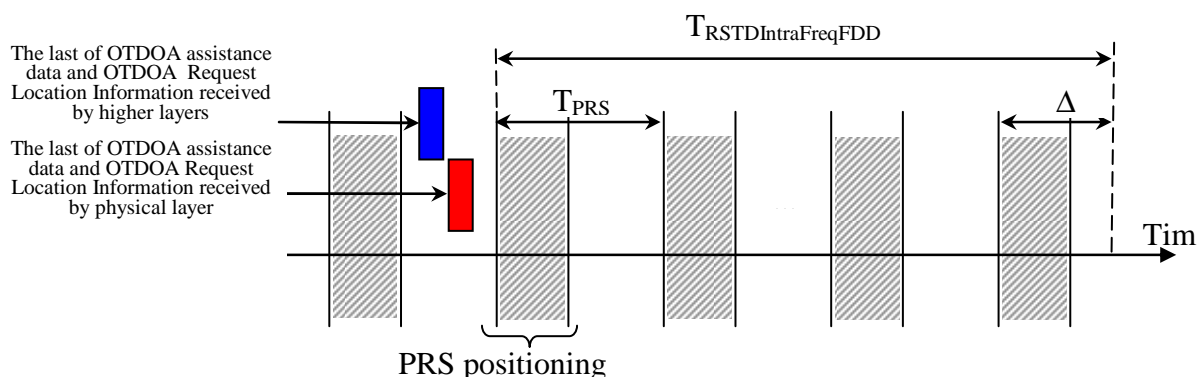 T_RSTDIntraFreqFDD
The last of OTDOA assistance
data and OTDOA Request
Location Information received
by higher layers
T_PRS
Δ
The last of OTDOA assistance
data and OTDOA Request
Location Information received
by physical layer
. . .
Tim
PRS positioning